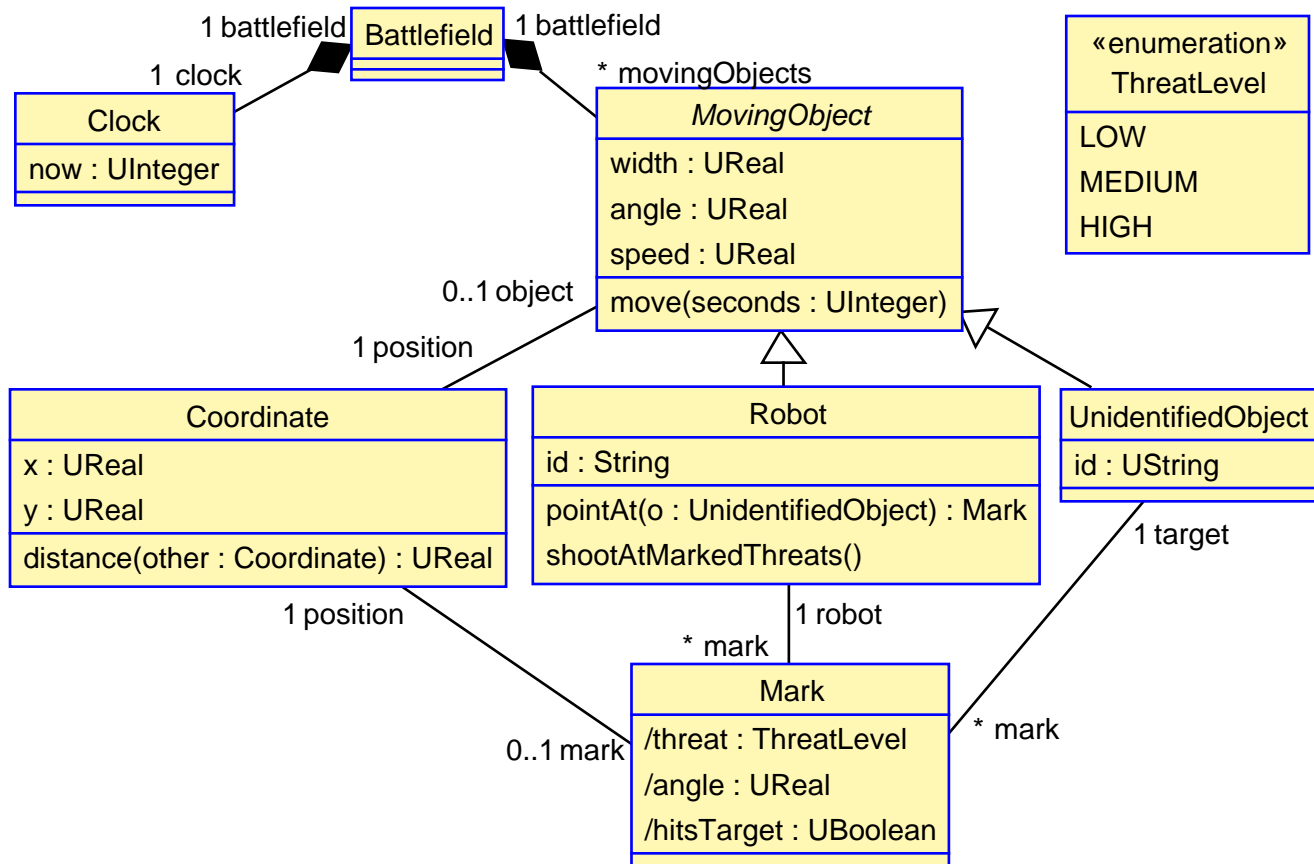 1 battlefield
Battlefield
1 battlefield
1 clock
* movingObjects
Clock
now : UInteger
MovingObject
width : UReal
angle : UReal
speed : UReal
move(seconds : UInteger)
«enumeration»
ThreatLevel
LOW
MEDIUM
HIGH
0..1 object
1 position
Coordinate
x : UReal
y : UReal
distance(other : Coordinate) : UReal
Robot
id : String
pointAt(o : UnidentifiedObject) : Mark
shootAtMarkedThreats()
UnidentifiedObject
id : UString
1 target
1 position
1 robot
* mark
0..1 mark
* mark
Mark
/threat : ThreatLevel
/angle : UReal
/hitsTarget : UBoolean